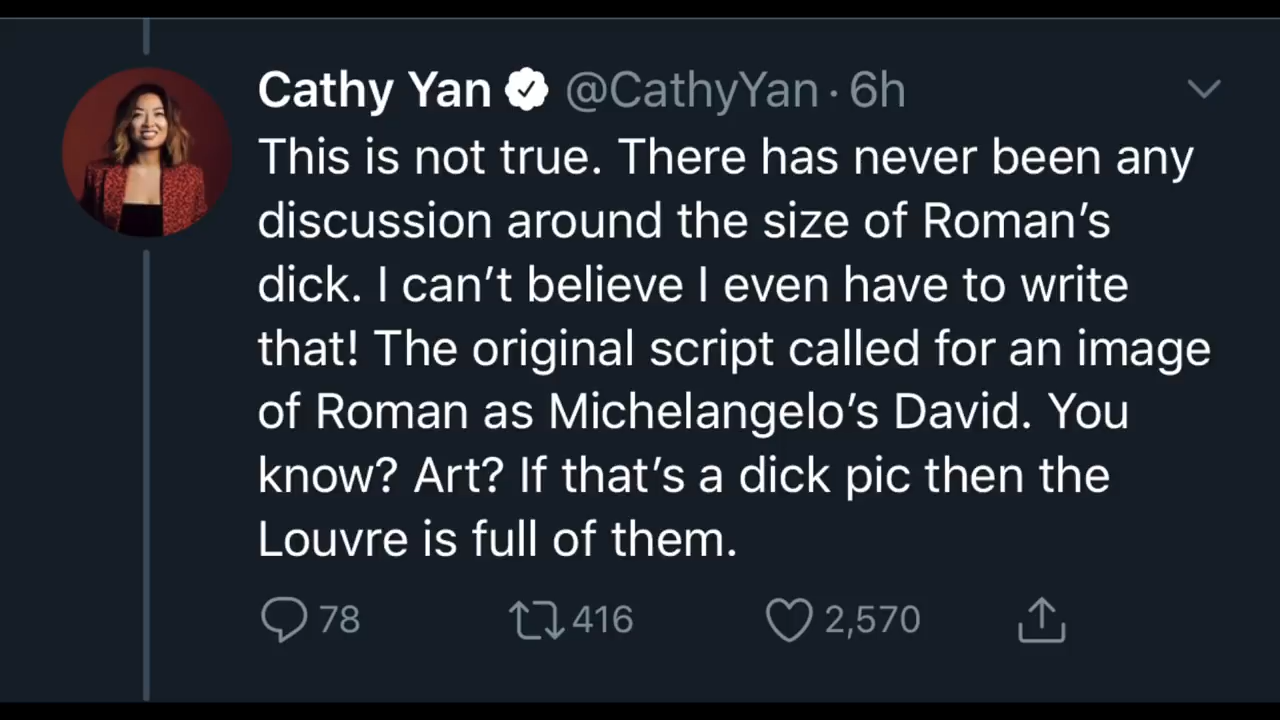 Cathy Yan @CathyYan · 6h
This is not true. There has never been any
discussion around the size of Roman’s
dick. I can’t believe I even have to write
that! The original script called for an image
of Roman as Michelangelo’s David. You
know? Art? If that’s a dick pic then the
Louvre is full of them.
78 416 2,570